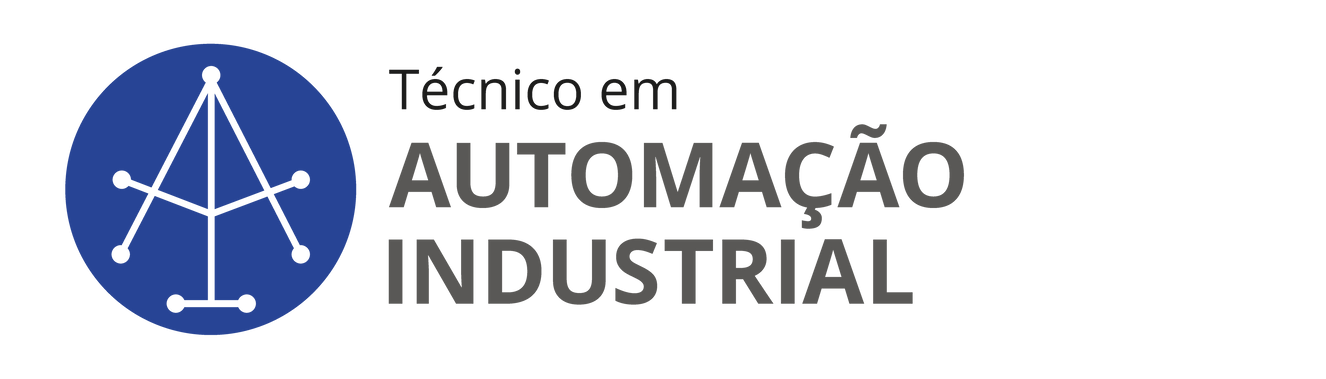 Técnico em
AUTOMAÇÃO
INDUSTRIAL